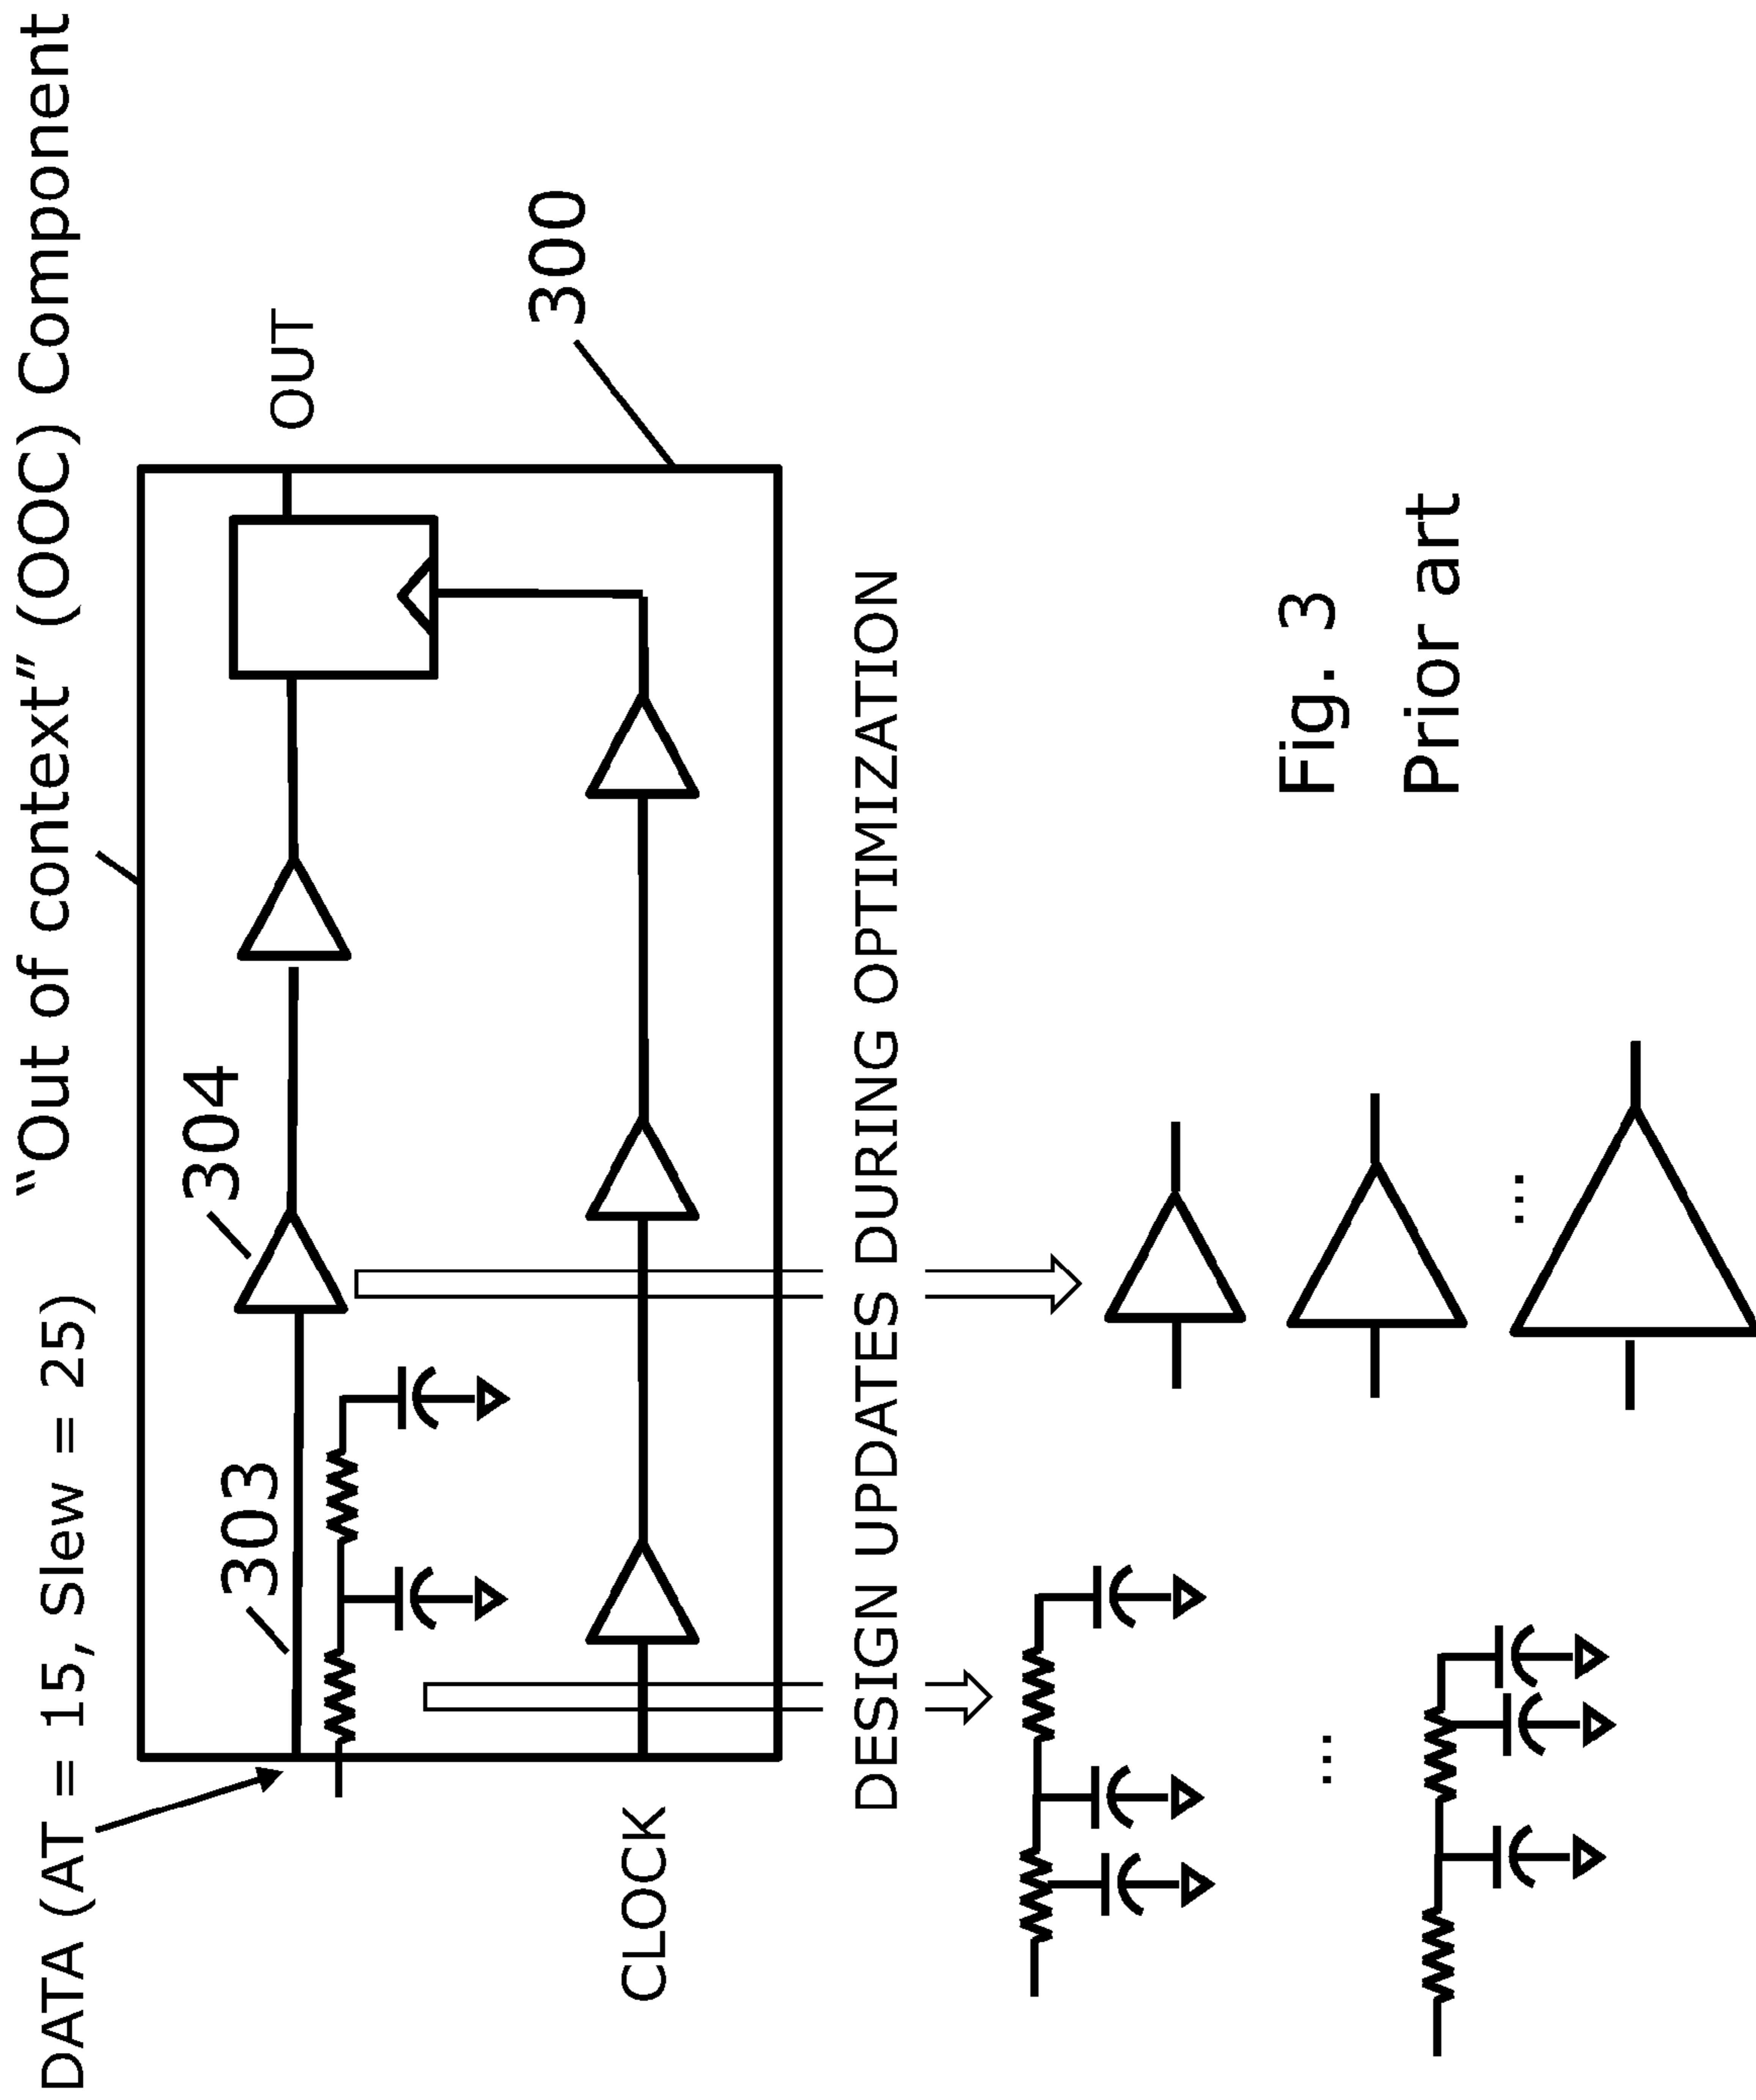 “Out of context” (OOC) Component
DATA (AT = 15, Slew = 25)
304
303
OUT
300
CLOCK
DESIGN UPDATES DURING OPTIMIZATION
...
...
Fig. 3
Prior art